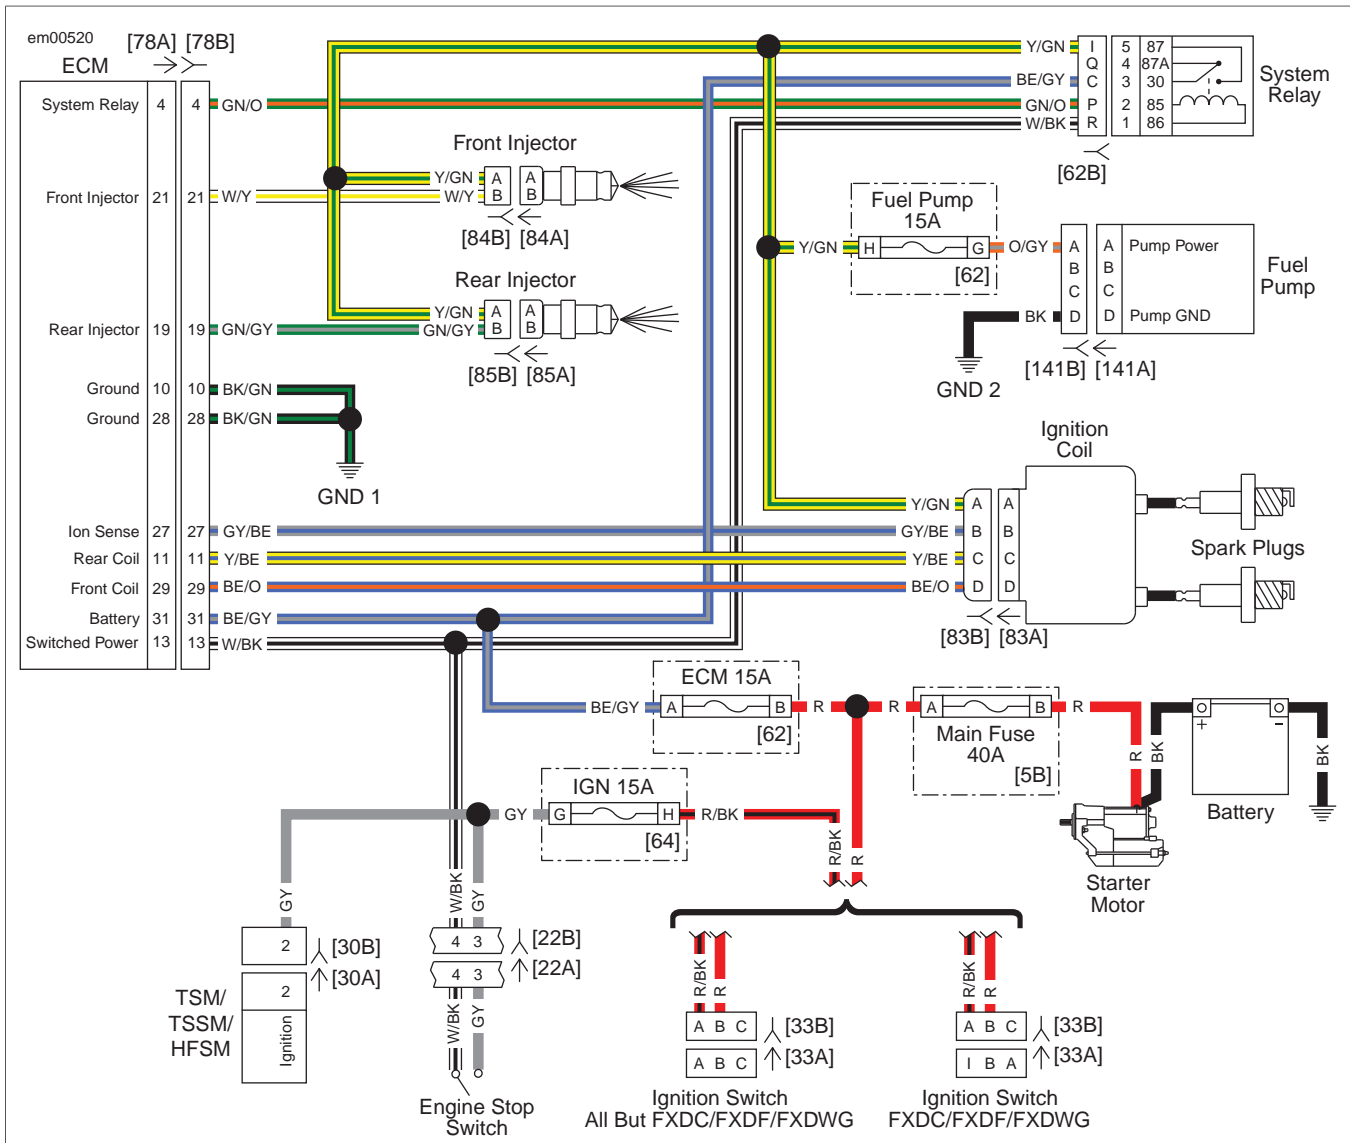 em00520
[78A] [78B]
ECM
System Relay 4 4 GN/O
Front Injector 21 21 W/Y
Rear Injector 19 19 GN/GY
Ground 10 10 BK/GN
Ground 28 28 BK/GN
GND 1
Ion Sense 27 27 GY/BE
Rear Coil 11 11 Y/BE
Front Coil 29 29 BE/O
Battery 31 31 BE/GY
Switched Power 13 13 W/BK
Front Injector
Y/GN A A
W/Y B B
[84B] [84A]
Rear Injector
Y/GN A A
GN/GY B B
[85B] [85A]
Y/GN I 5 87
Q 4 87A
BE/GY C 3 30
GN/O P 2 85
W/BK R 1 86
System
Relay
[62B]
Fuel Pump
15A
Y/GN H G O/GY
[62]
A A Pump Power
B B
C C
BK D D Pump GND
Fuel
Pump
GND 2
[141B] [141A]
Ignition
Coil
Y/GN A A
GY/BE B B
Y/BE C C
BE/O D D
[83B] [83A]
Spark Plugs
ECM 15A
BE/GY A B R
[62]
R A B R
Main Fuse
40A
[5B]
R
BK
+ -
BK
Battery
Starter
Motor
IGN 15A
GY G H R/BK
[64]
R/BK
R
GY
W/BK
GY
2 [30B]
2 [30A]
TSM/
TSSM/
HFSM
Ignition
4 3 [22B]
4 3 [22A]
W/BK
GY
Engine Stop
Switch
R/BK
R
A B C [33B]
A B C [33A]
Ignition Switch
All But FXDC/FXDF/FXDWG
R/BK
R
A B C [33B]
I B A [33A]
Ignition Switch
FXDC/FXDF/FXDWG